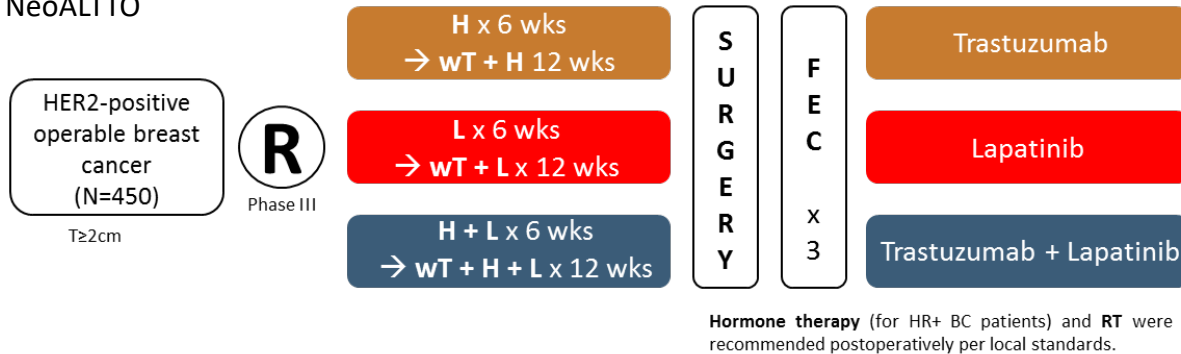 NeoALTTO
HER2-positive
operable breast
cancer
(N=450)
T≥2cm
R
Phase III
H x 6 wks
→ wT + H 12 wks
L x 6 wks
→ wT + L x 12 wks
H + L x 6 wks
→ wT + H + L x 12 wks
S
U
R
G
E
R
Y
F
E
C
x
3
Trastuzumab
Lapatinib
Trastuzumab + Lapatinib
Hormone therapy (for HR+ BC patients) and RT were
recommended postoperatively per local standards.